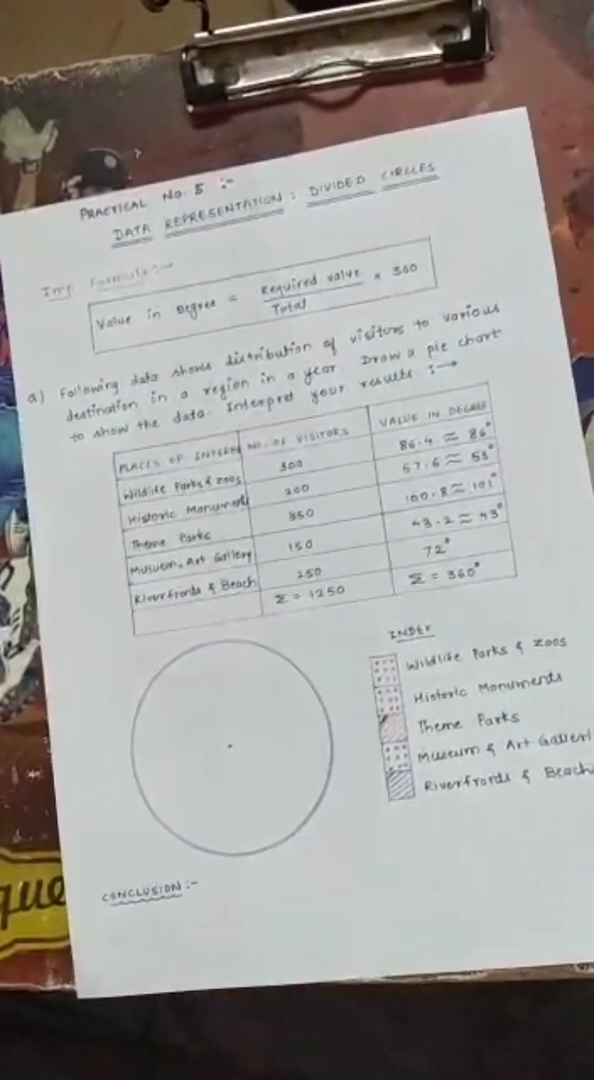 PRACTICAL No. 5 :-
DATA REPRESENTATION : DIVIDED CIRCLES
Imp Formula :-
Value in Degree = Required value / Total × 360
a) Following data shows distribution of visitors to various
destination in a region in a year Draw a pie chart
to show the data. Interpret your results :→
PLACES OF INTERES NO. OF VISITORS VALUE IN DEGREE
Wildlife Parks & Zoos 300 86.4 ≈ 86°
Historic Monuments 200 57.6 ≈ 58°
Theme Parks 350 100.8 ≈ 101°
Musuem, Art Gallery 150 43.2 ≈ 43°
Riverfronts & Beach 250 72°
Σ = 1250 Σ = 360°
INDEX
Wildlife Parks & Zoos
Historic Monuments
Theme Parks
Museum & Art Galleri
Riverfronts & Beach
CONCLUSION :-
que